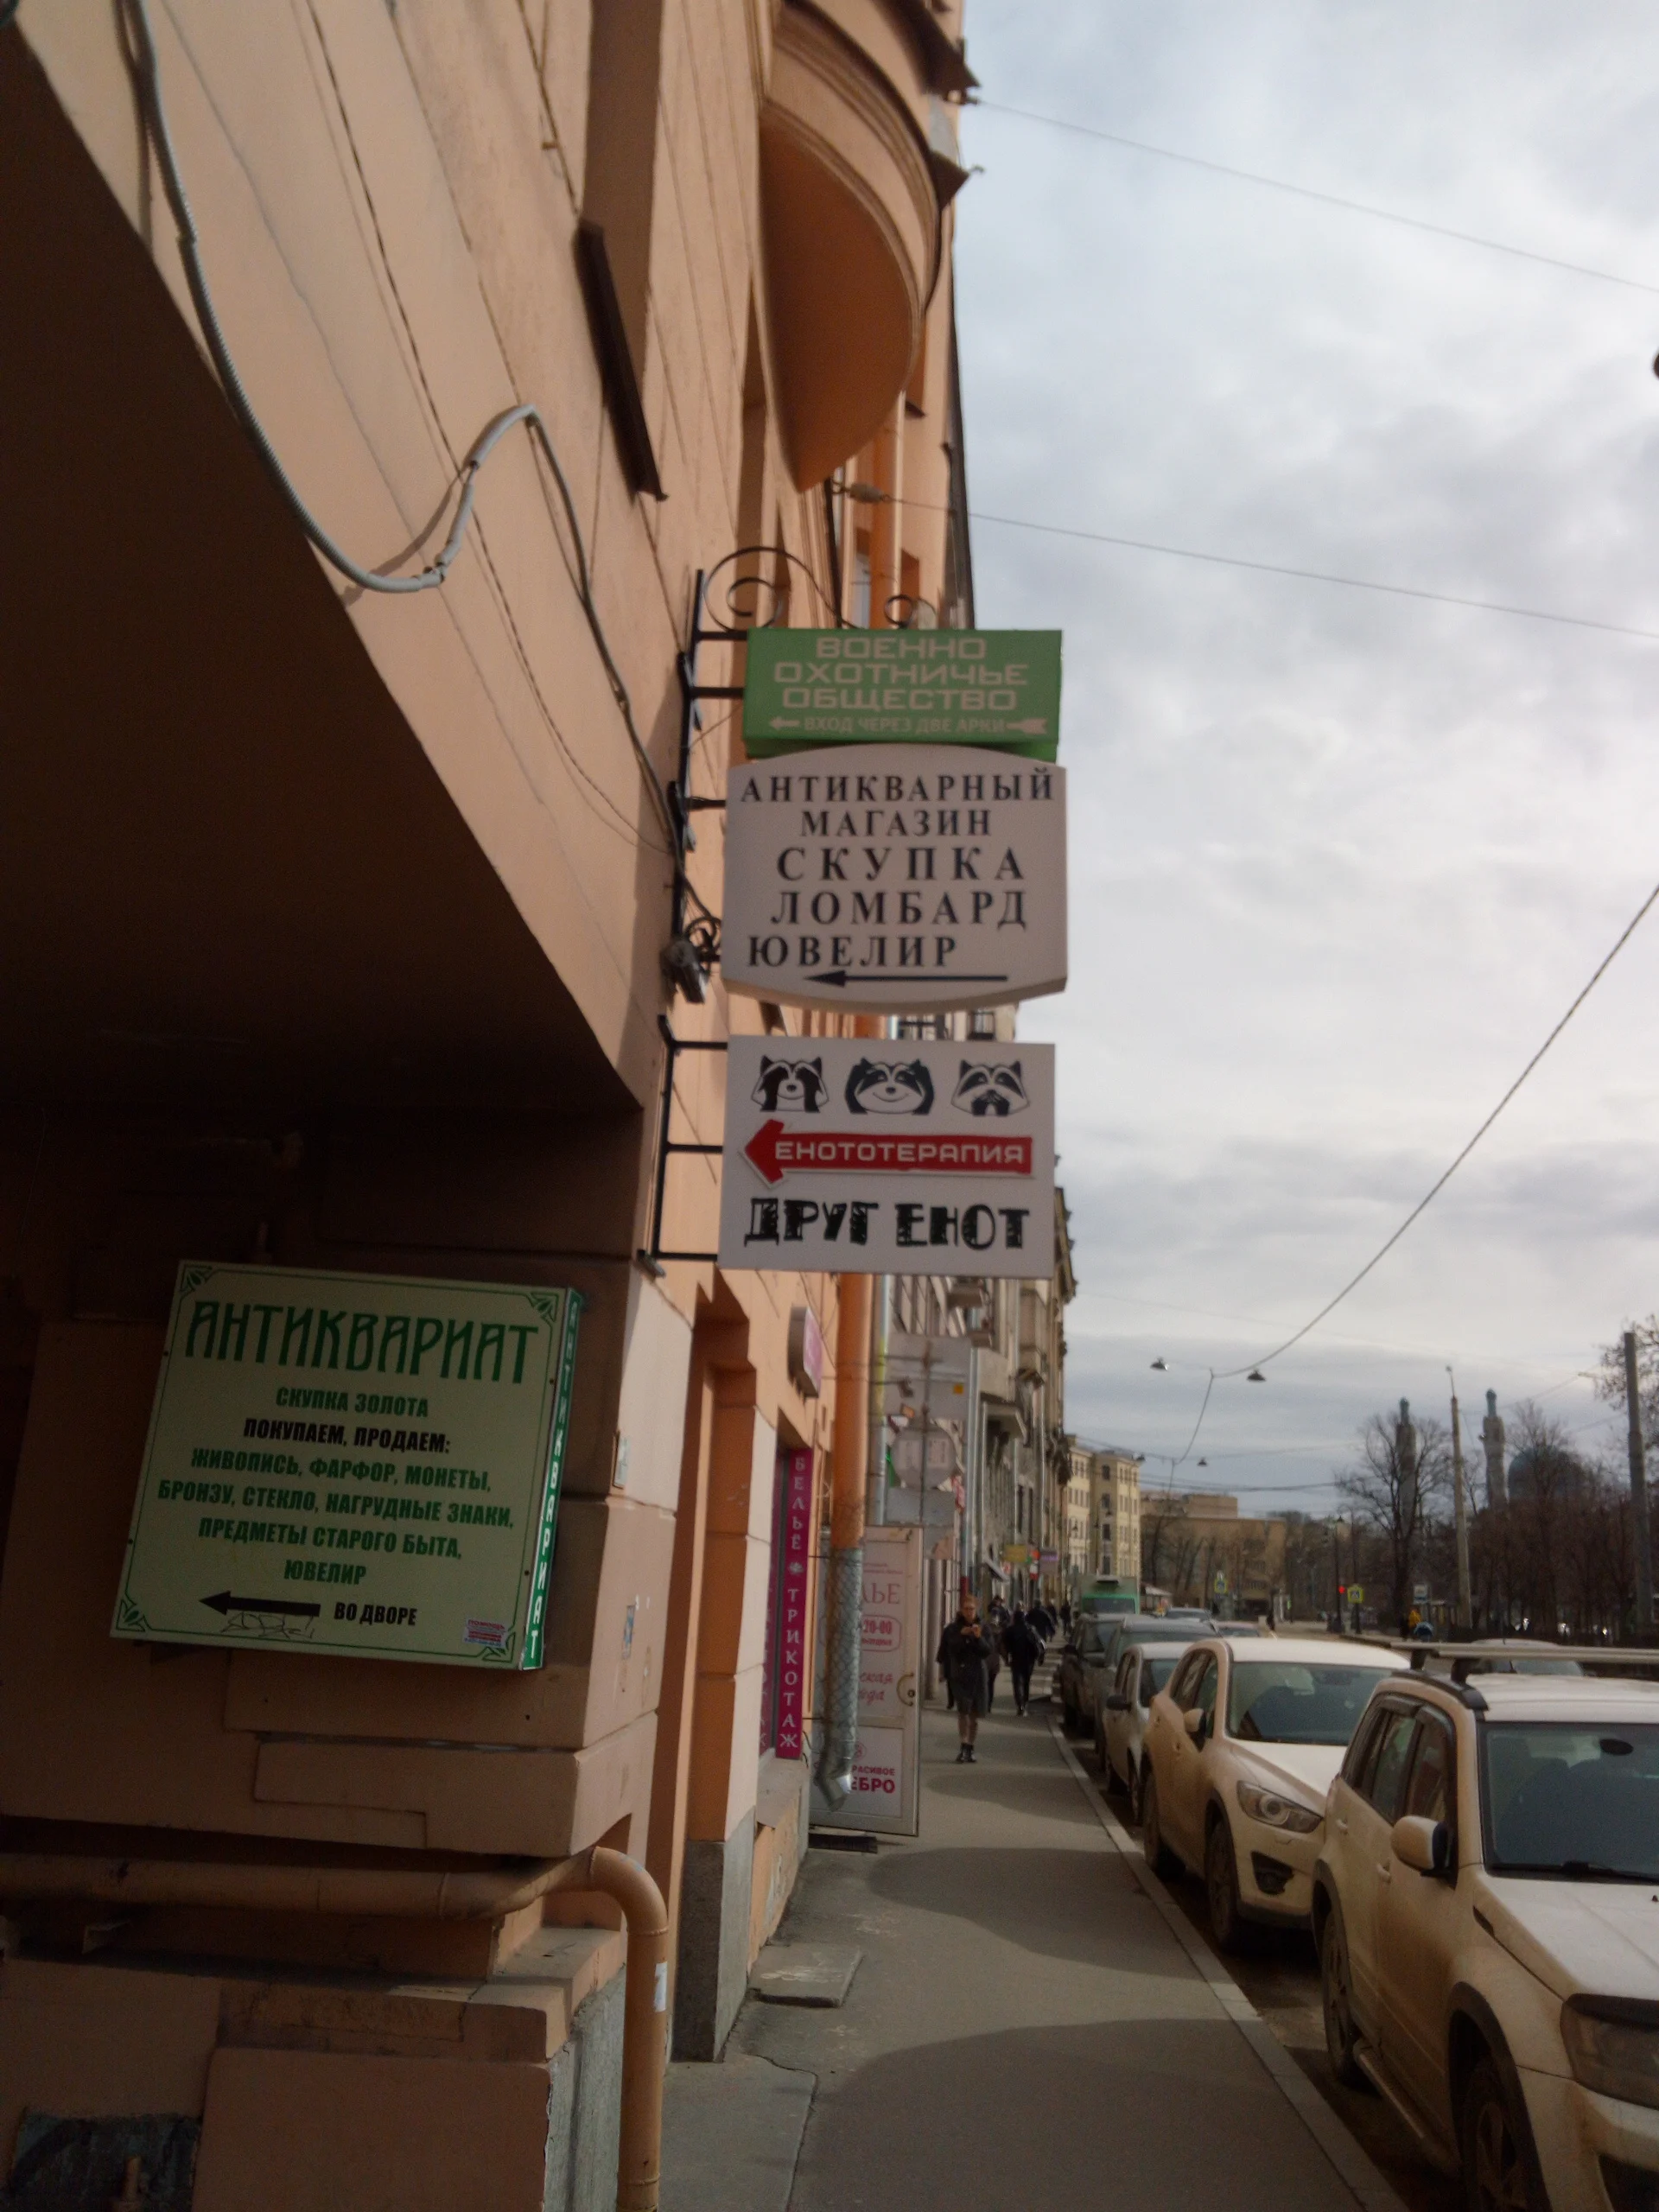 ВОЕННО
ОХОТНИЧЬЕ
ОБЩЕСТВО
ВХОД ЧЕРЕЗ ДВЕ АРКИ
АНТИКВАРНЫЙ
МАГАЗИН
СКУПКА
ЛОМБАРД
ЮВЕЛИР
ЕНОТОТЕРАПИЯ
ДРУГ ЕНОТ
АНТИКВАРИАТ
СКУПКА ЗОЛОТА
ПОКУПАЕМ, ПРОДАЕМ:
ЖИВОПИСЬ, ФАРФОР, МОНЕТЫ,
БРОНЗУ, СТЕКЛО, НАГРУДНЫЕ ЗНАКИ,
ПРЕДМЕТЫ СТАРОГО БЫТА,
ЮВЕЛИР
ВО ДВОРЕ
АНТИКВАРИАТ
БЕЛЬЕ ТРИКОТАЖ